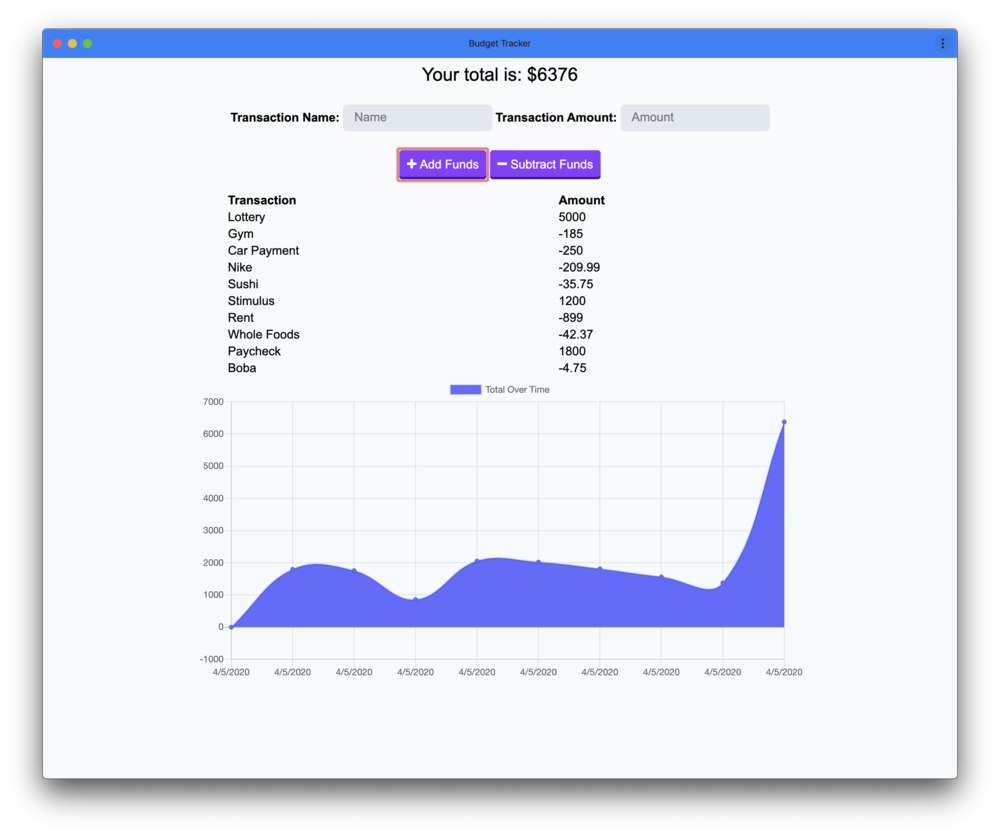 Budget Tracker
Your total is: $6376
Transaction Name: Name Transaction Amount: Amount
+ Add Funds − Subtract Funds
Transaction Amount
Lottery 5000
Gym -185
Car Payment -250
Nike -209.99
Sushi -35.75
Stimulus 1200
Rent -899
Whole Foods -42.37
Paycheck 1800
Boba -4.75
Total Over Time
7000
6000
5000
4000
3000
2000
1000
0
-1000
4/5/2020 4/5/2020 4/5/2020 4/5/2020 4/5/2020 4/5/2020 4/5/2020 4/5/2020 4/5/2020 4/5/2020